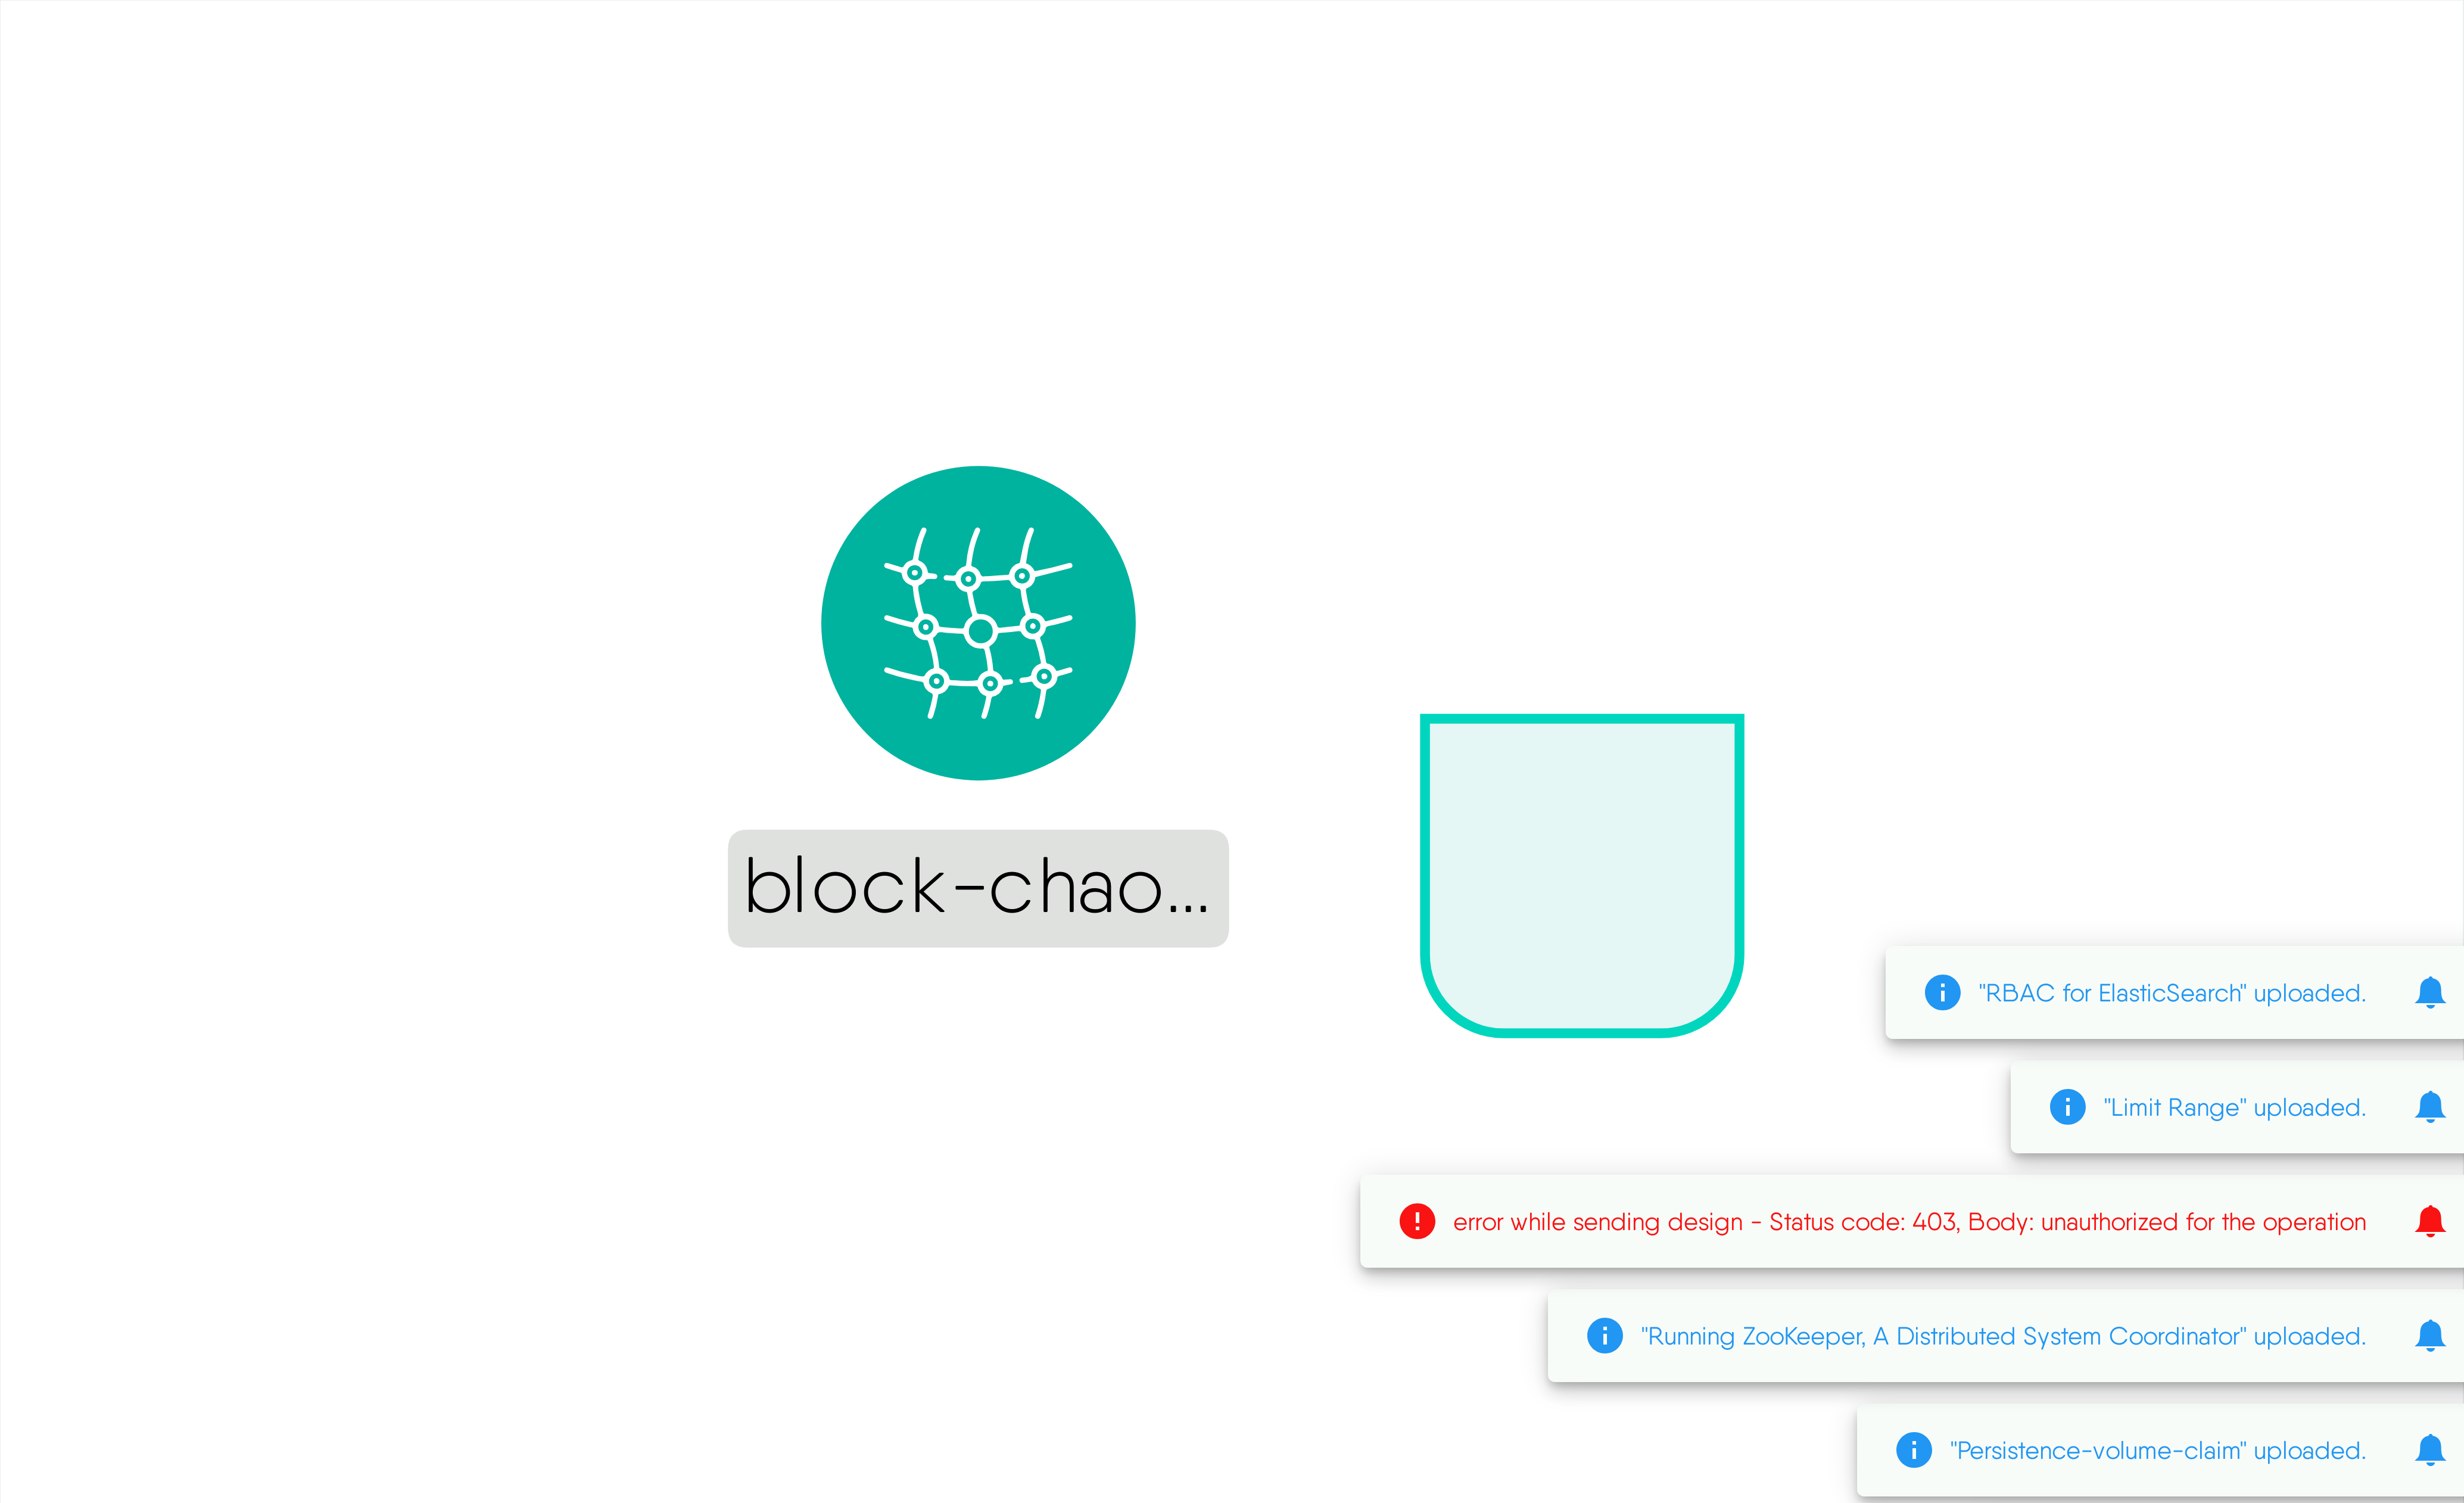 block-chao...
"RBAC for ElasticSearch" uploaded.
"Limit Range" uploaded.
error while sending design - Status code: 403, Body: unauthorized for the operation
"Running ZooKeeper, A Distributed System Coordinator" uploaded.
"Persistence-volume-claim" uploaded.